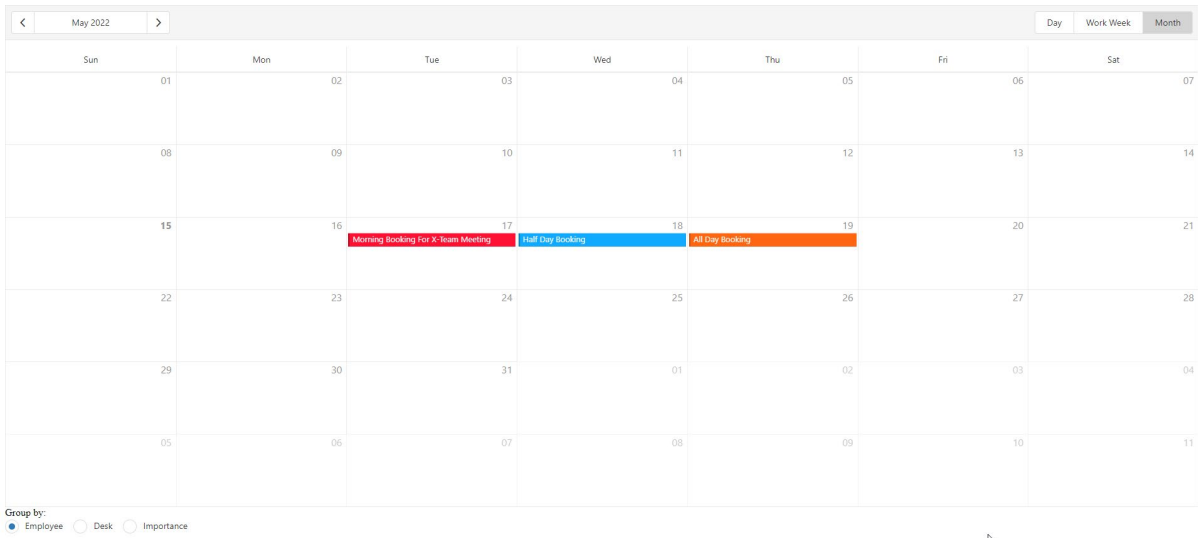 May 2022 Day Work Week Month
Sun Mon Tue Wed Thu Fri Sat
01 02 03 04 05 06 07
08 09 10 11 12 13 14
15 16 17 18 19 20 21
Morning Booking For X-Team Meeting Half Day Booking All Day Booking
22 23 24 25 26 27 28
29 30 31 01 02 03 04
05 06 07 08 09 10 11
Group by:
Employee Desk Importance